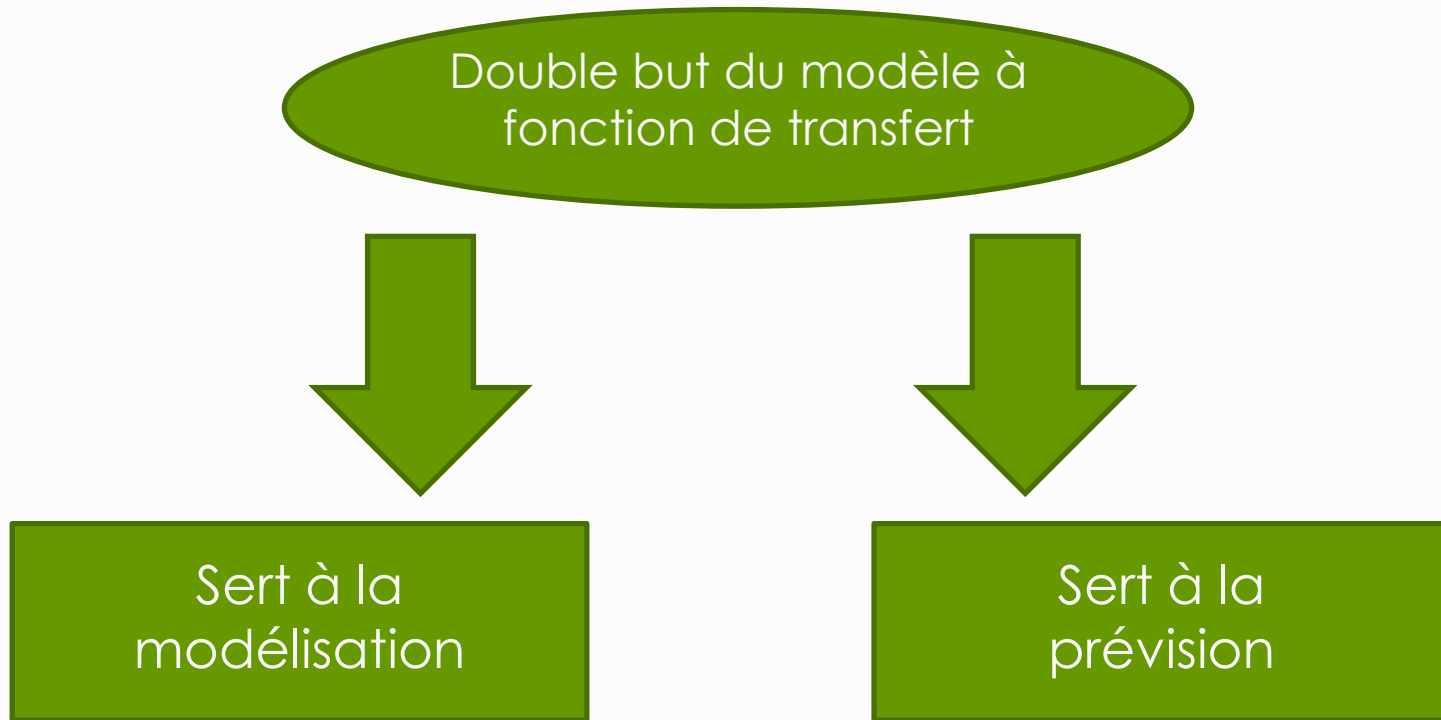 Double but du modèle à
fonction de transfert
Sert à la
modélisation
Sert à la
prévision